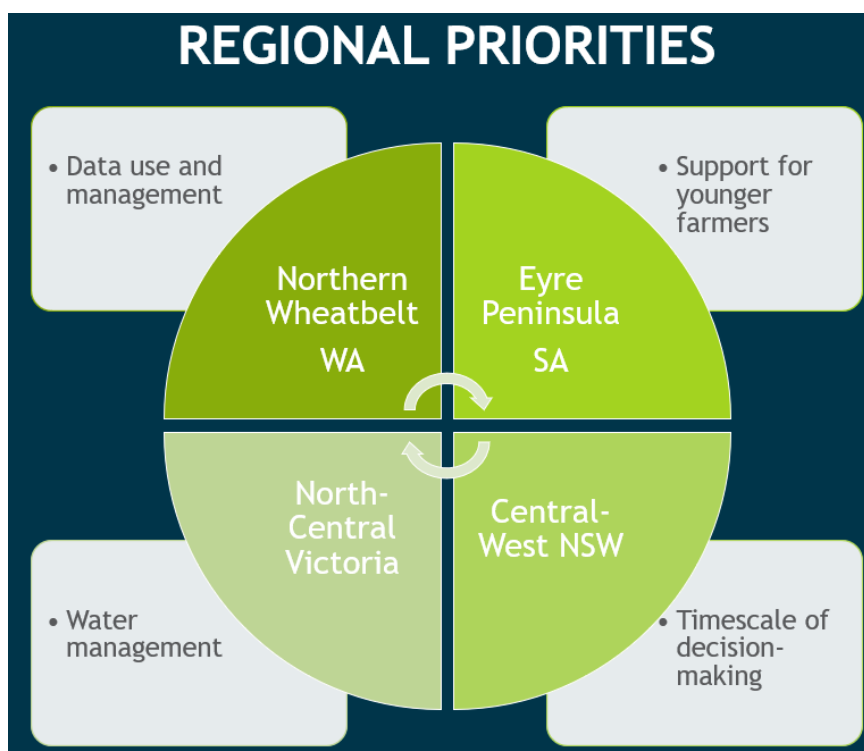 REGIONAL PRIORITIES
• Data use and
management
• Support for
younger
farmers
Northern
Wheatbelt
WA
Eyre
Peninsula
SA
North-
Central
Victoria
Central-
West NSW
• Water
management
• Timescale of
decision-
making